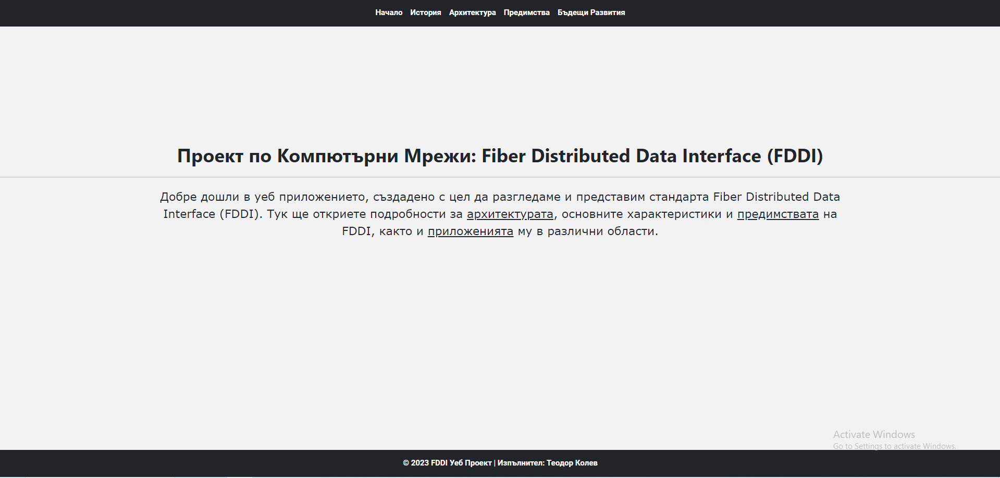 Начало История Архитектура Предимства Бъдещи Развития
Проект по Компютърни Мрежи: Fiber Distributed Data Interface (FDDI)
Добре дошли в уеб приложението, създадено с цел да разгледаме и представим стандарта Fiber Distributed Data
Interface (FDDI). Тук ще откриете подробности за архитектурата, основните характеристики и предимствата на
FDDI, както и приложенията му в различни области.
Activate Windows
Go to Settings to activate Windows.
© 2023 FDDI Уеб Проект | Изпълнител: Теодор Колев